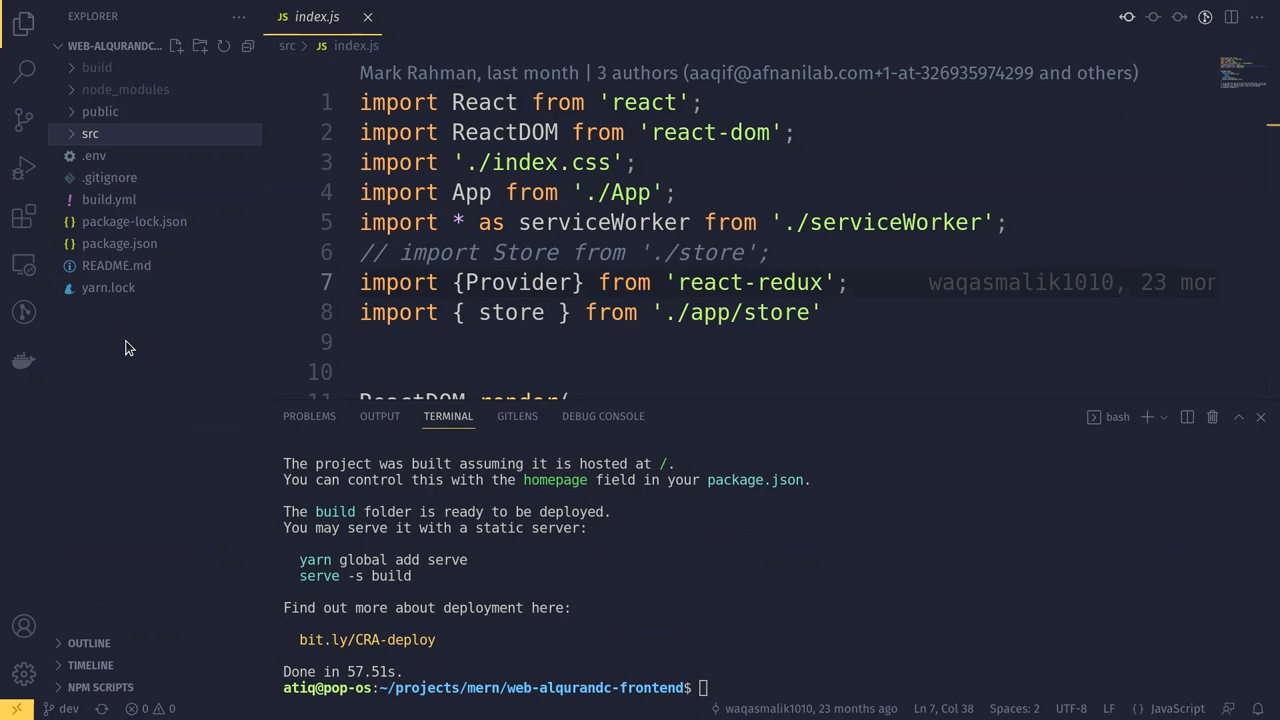 EXPLORER
WEB-ALQURANDC...
build
node_modules
public
src
.env
.gitignore
build.yml
package-lock.json
package.json
README.md
yarn.lock
OUTLINE
TIMELINE
NPM SCRIPTS
JS index.js
src > JS index.js
Mark Rahman, last month | 3 authors (aaqif@afnanilab.com+1-at-326935974299 and others)
1 import React from 'react';
2 import ReactDOM from 'react-dom';
3 import './index.css';
4 import App from './App';
5 import * as serviceWorker from './serviceWorker';
6 // import Store from './store';
7 import {Provider} from 'react-redux'; waqasmalik1010, 23 mon
8 import { store } from './app/store'
9
10
11 ReactDOM.render(
PROBLEMS OUTPUT TERMINAL GITLENS DEBUG CONSOLE
bash
The project was built assuming it is hosted at /.
You can control this with the homepage field in your package.json.
The build folder is ready to be deployed.
You may serve it with a static server:
yarn global add serve
serve -s build
Find out more about deployment here:
bit.ly/CRA-deploy
Done in 57.51s.
atiq@pop-os:~/projects/mern/web-alqurandc-frontend$
dev 0 0 waqasmalik1010, 23 months ago Ln 7, Col 38 Spaces: 2 UTF-8 LF {} JavaScript